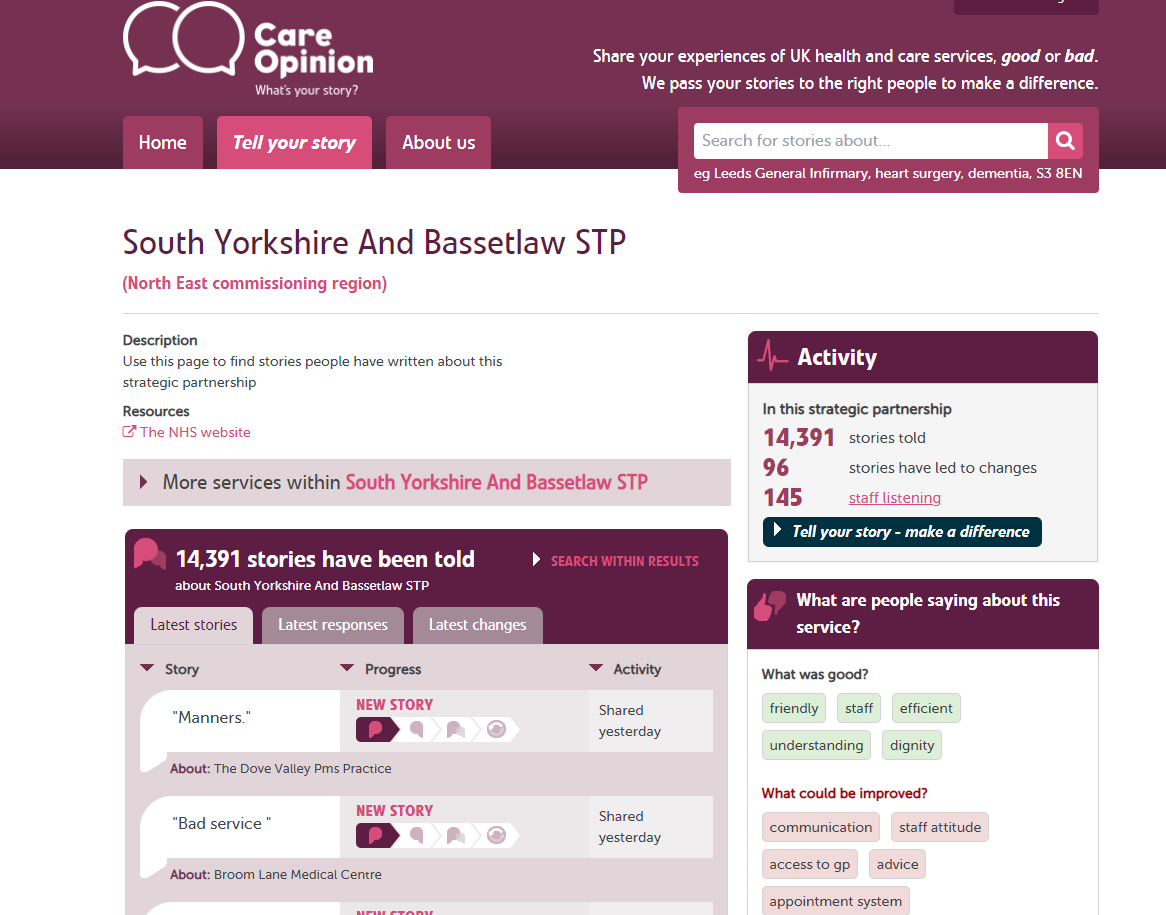 Care
Opinion
What's your story?
Share your experiences of UK health and care services, good or bad.
We pass your stories to the right people to make a difference.
Home
Tell your story
About us
Search for stories about...
eg Leeds General Infirmary, heart surgery, dementia, S3 8EN
South Yorkshire And Bassetlaw STP
(North East commissioning region)
Description
Use this page to find stories people have written about this
strategic partnership
Resources
The NHS website
More services within South Yorkshire And Bassetlaw STP
14,391 stories have been told
SEARCH WITHIN RESULTS
about South Yorkshire And Bassetlaw STP
Latest stories
Latest responses
Latest changes
Story
Progress
Activity
"Manners."
NEW STORY
Shared
yesterday
About: The Dove Valley Pms Practice
"Bad service "
NEW STORY
Shared
yesterday
About: Broom Lane Medical Centre
NEW STORY
Activity
In this strategic partnership
14,391 stories told
96 stories have led to changes
145 staff listening
Tell your story - make a difference
What are people saying about this
service?
What was good?
friendly
staff
efficient
understanding
dignity
What could be improved?
communication
staff attitude
access to gp
advice
appointment system